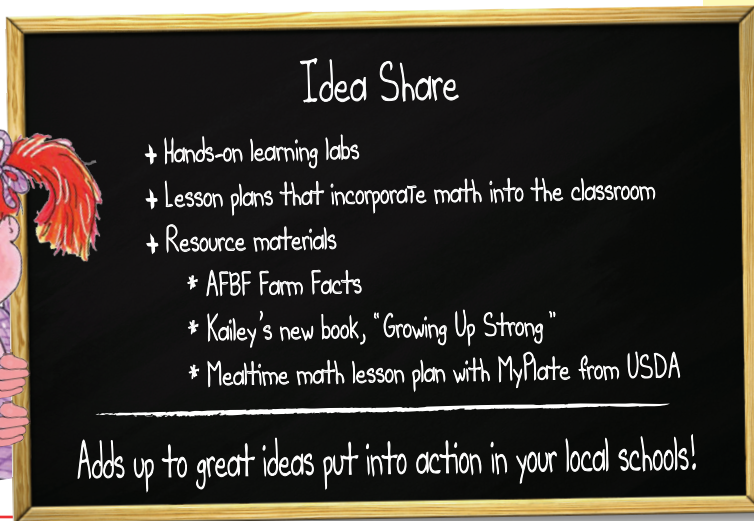 Idea Share
+ Hands-on learning labs
+ Lesson plans that incorporate math into the classroom
+ Resource materials
* AFBF Farm Facts
* Kailey's new book, "Growing Up Strong"
* Mealtime math lesson plan with MyPlate from USDA
Adds up to great ideas put into action in your local schools!